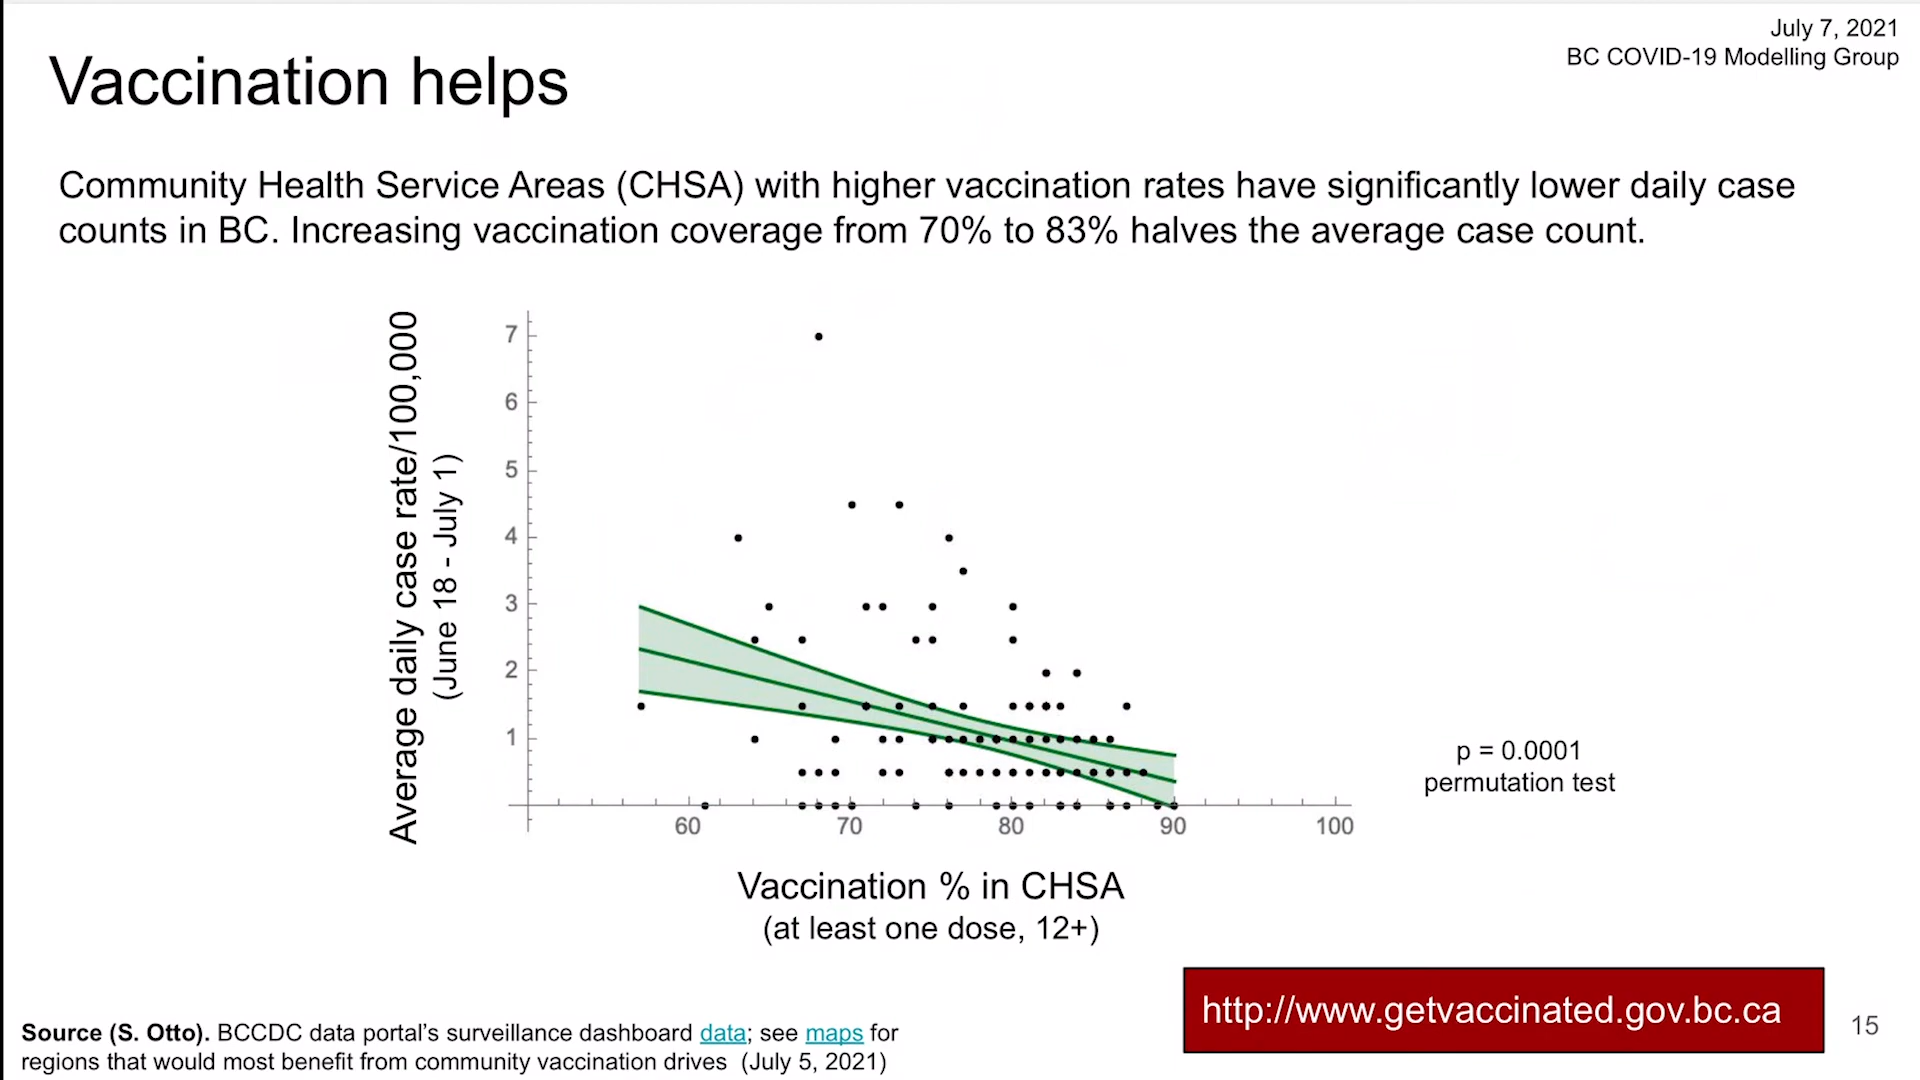 July 7, 2021
BC COVID-19 Modelling Group
Vaccination helps
Community Health Service Areas (CHSA) with higher vaccination rates have significantly lower daily case
counts in BC. Increasing vaccination coverage from 70% to 83% halves the average case count.
Average daily case rate/100,000
(June 18 - July 1)
7
6
5
4
3
2
1
60 70 80 90 100
Vaccination % in CHSA
(at least one dose, 12+)
p = 0.0001
permutation test
http://www.getvaccinated.gov.bc.ca
15
Source (S. Otto). BCCDC data portal’s surveillance dashboard data; see maps for
regions that would most benefit from community vaccination drives (July 5, 2021)